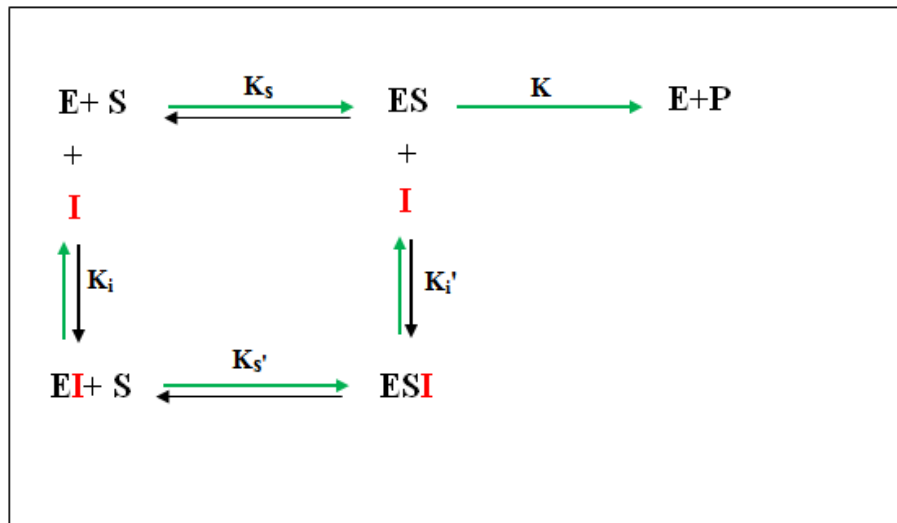 Ks K
E+ S ES E+P
+ +
I I
Ki Ki'
Ks'
EI+ S ESI